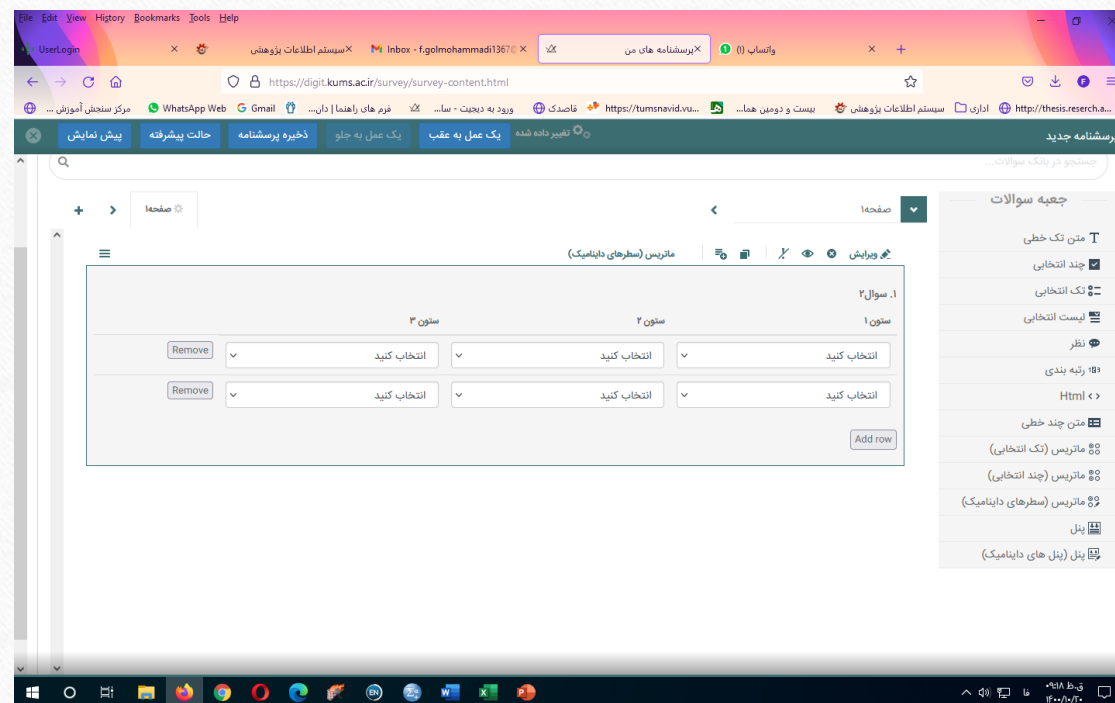 File Edit View History Bookmarks Tools Help
UserLogin
سیستم اطلاعات پژوهشی
Inbox - f.golmohammadi1367@
پرسشنامه های من
واتساپ (1)
https://digit.kums.ac.ir/survey/survey-content.html
مرکز سنجش آموزش ...
WhatsApp Web
Gmail
فرم های راهنما | دان...
ورود به دیجیت - سا...
قاصدک
https://tumsnavid.vu...
بیست و دومین هما...
سیستم اطلاعات پژوهشی
اداری
http://thesis.reserch.a...
پرسشنامه جدید
تغییر داده شده
یک عمل به عقب
یک عمل به جلو
ذخیره پرسشنامه
حالت پیشرفته
پیش نمایش
جستجو در بانک سوالات...
جعبه سوالات
متن تک خطی
چند انتخابی
تک انتخابی
لیست انتخابی
نظر
رتبه بندی
Html
متن چند خطی
ماتریس (تک انتخابی)
ماتریس (چند انتخابی)
ماتریس (سطرهای داینامیک)
پنل
پنل (پنل های داینامیک)
صفحه۱
صفحه۱
ویرایش
ماتریس (سطرهای داینامیک)
۱. سوال۲
ستون ۱ ستون ۲ ستون ۳
انتخاب کنید انتخاب کنید انتخاب کنید Remove
انتخاب کنید انتخاب کنید انتخاب کنید Remove
Add row
فا
۰۹:۱۸ ق.ظ
۱۴۰۰/۱۰/۲۰